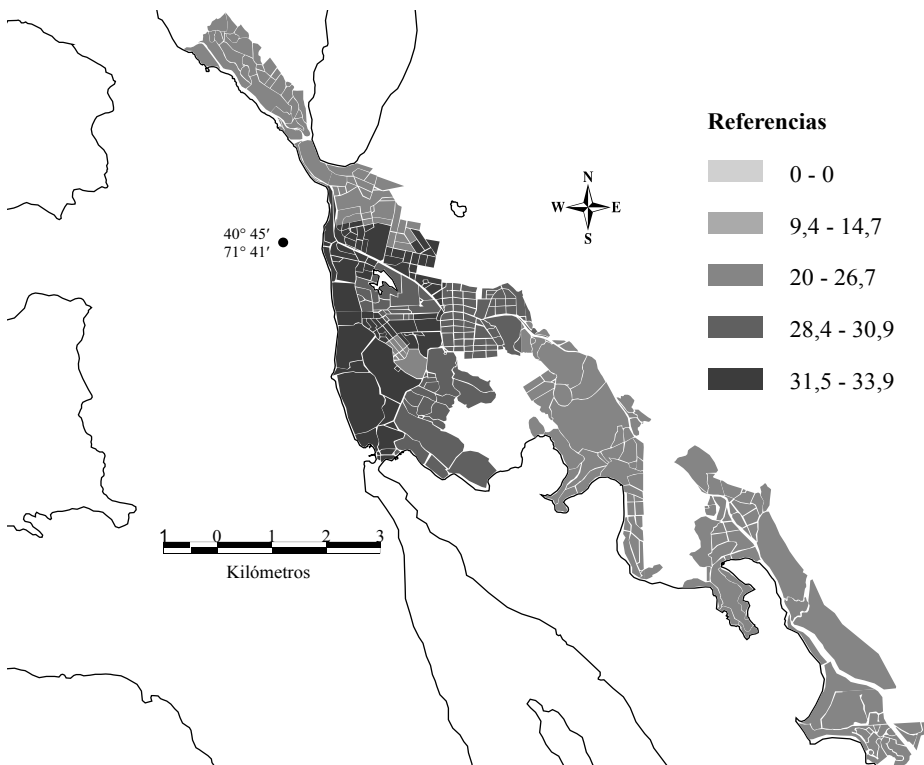 Referencias
0 - 0
9,4 - 14,7
20 - 26,7
28,4 - 30,9
31,5 - 33,9
N
W E
S
40° 45′
71° 41′
1 0 1 2 3
Kilómetros